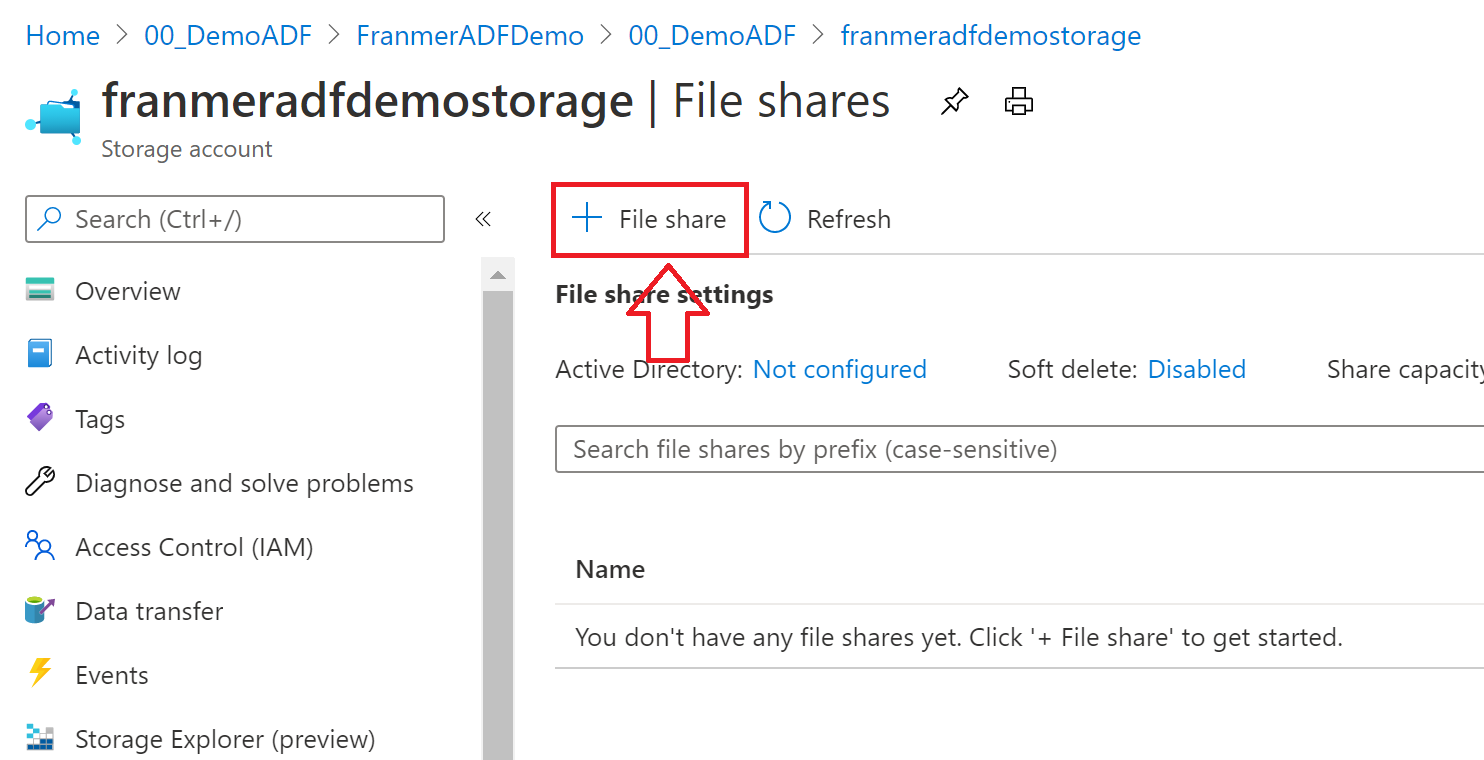 Home > 00_DemoADF > FranmerADFDemo > 00_DemoADF > franmeradfdemostorage
franmeradfdemostorage | File shares
Storage account
Search (Ctrl+/)
«
+ File share
Refresh
Overview
Activity log
Tags
Diagnose and solve problems
Access Control (IAM)
Data transfer
Events
Storage Explorer (preview)
File share settings
Active Directory: Not configured Soft delete: Disabled Share capacity
Search file shares by prefix (case-sensitive)
Name
You don't have any file shares yet. Click '+ File share' to get started.